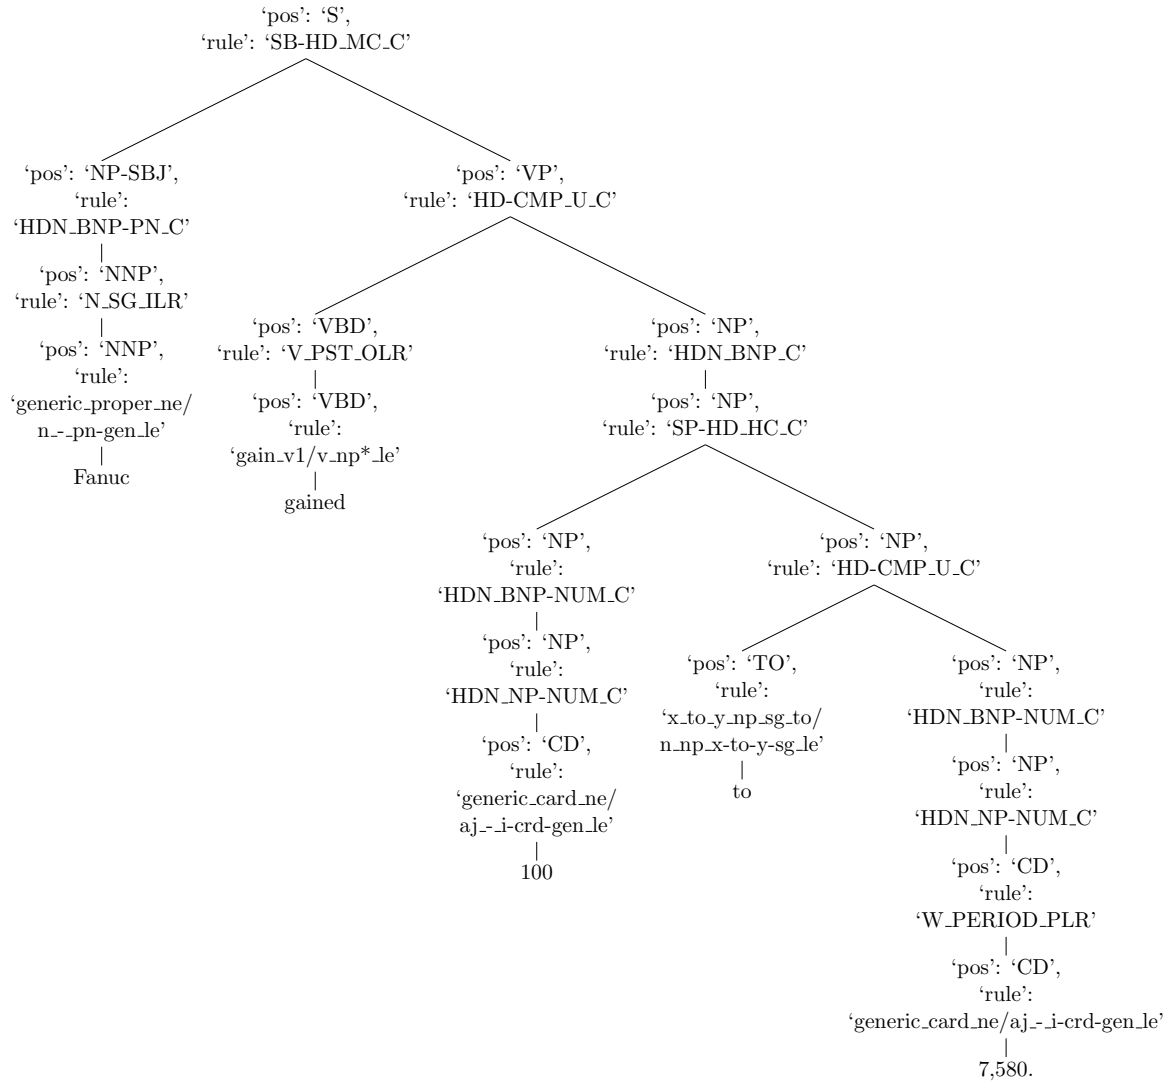 ‘pos’: ‘S’,
‘rule’: ‘SB-HD_MC_C’
‘pos’: ‘NP-SBJ’,
‘rule’:
‘HDN_BNP-PN_C’
‘pos’: ‘NNP’,
‘rule’: ‘N_SG_ILR’
‘pos’: ‘NNP’,
‘rule’:
‘generic_proper_ne/
n_-_pn-gen_le’
Fanuc
‘pos’: ‘VP’,
‘rule’: ‘HD-CMP_U_C’
‘pos’: ‘VBD’,
‘rule’: ‘V_PST_OLR’
‘pos’: ‘VBD’,
‘rule’:
‘gain_v1/v_np*_le’
gained
‘pos’: ‘NP’,
‘rule’: ‘HDN_BNP_C’
‘pos’: ‘NP’,
‘rule’: ‘SP-HD_HC_C’
‘pos’: ‘NP’,
‘rule’:
‘HDN_BNP-NUM_C’
‘pos’: ‘NP’,
‘rule’:
‘HDN_NP-NUM_C’
‘pos’: ‘CD’,
‘rule’:
‘generic_card_ne/
aj_-_i-crd-gen_le’
100
‘pos’: ‘NP’,
‘rule’: ‘HD-CMP_U_C’
‘pos’: ‘TO’,
‘rule’:
‘x_to_y_np_sg_to/
n_np_x-to-y-sg_le’
to
‘pos’: ‘NP’,
‘rule’:
‘HDN_BNP-NUM_C’
‘pos’: ‘NP’,
‘rule’:
‘HDN_NP-NUM_C’
‘pos’: ‘CD’,
‘rule’:
‘W_PERIOD_PLR’
‘pos’: ‘CD’,
‘rule’:
‘generic_card_ne/aj_-_i-crd-gen_le’
7,580.